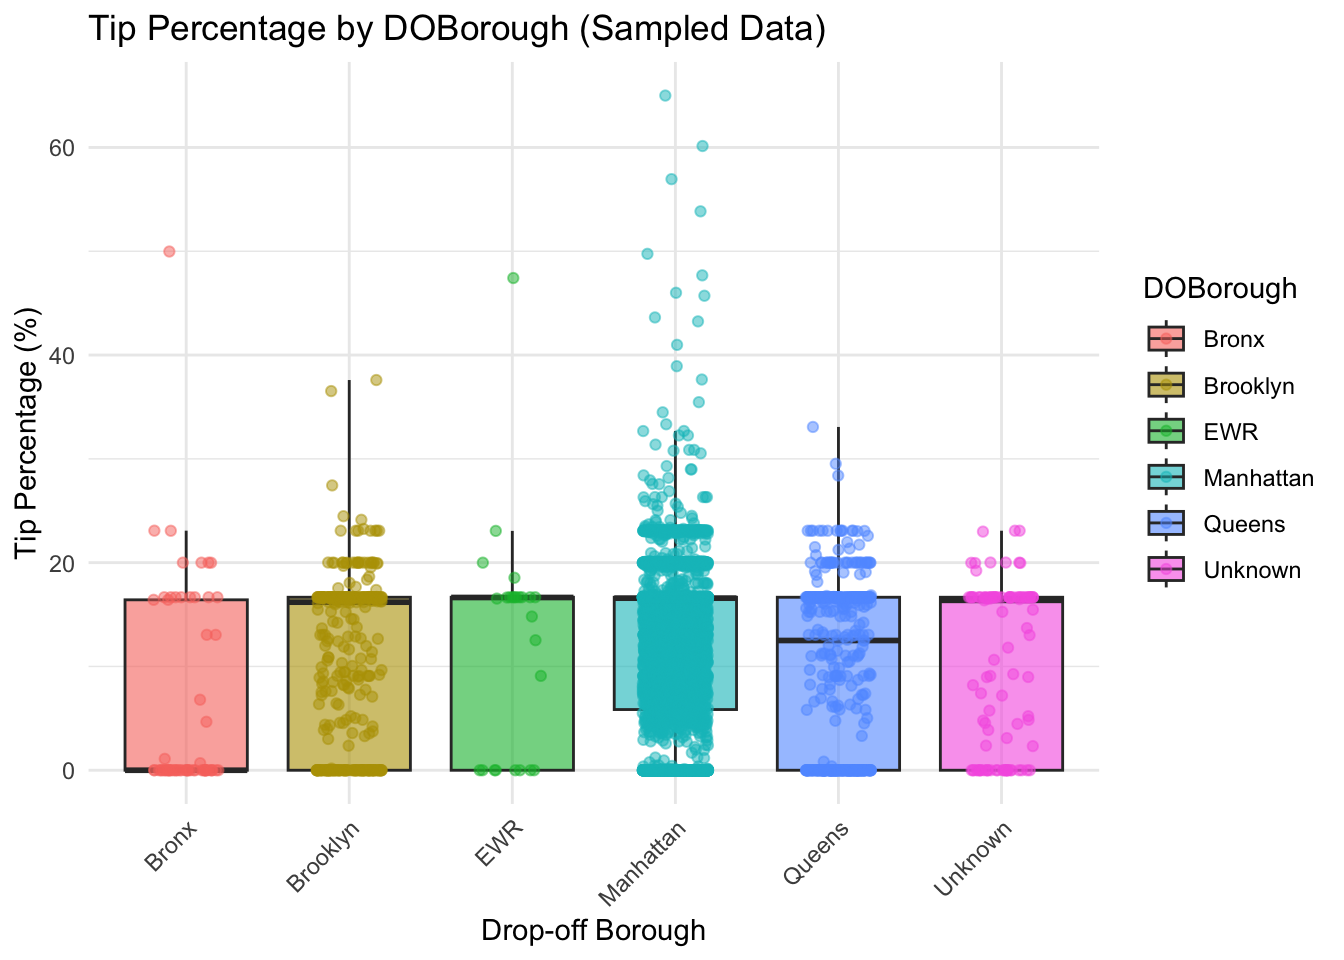 Tip Percentage by DOBorough (Sampled Data)
Tip Percentage (%)
60
40
20
0
Bronx
Brooklyn
EWR
Manhattan
Queens
Unknown
Drop-off Borough
DOBorough
Bronx
Brooklyn
EWR
Manhattan
Queens
Unknown